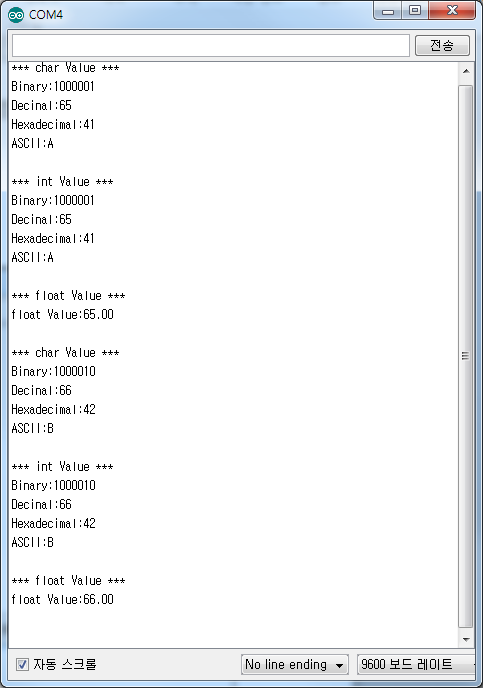 COM4
전송
*** char Value ***
Binary:1000001
Decinal:65
Hexadecimal:41
ASCII:A
*** int Value ***
Binary:1000001
Decinal:65
Hexadecimal:41
ASCII:A
*** float Value ***
float Value:65.00
*** char Value ***
Binary:1000010
Decinal:66
Hexadecimal:42
ASCII:B
*** int Value ***
Binary:1000010
Decinal:66
Hexadecimal:42
ASCII:B
*** float Value ***
float Value:66.00
자동 스크롤
No line ending
9600 보드 레이트